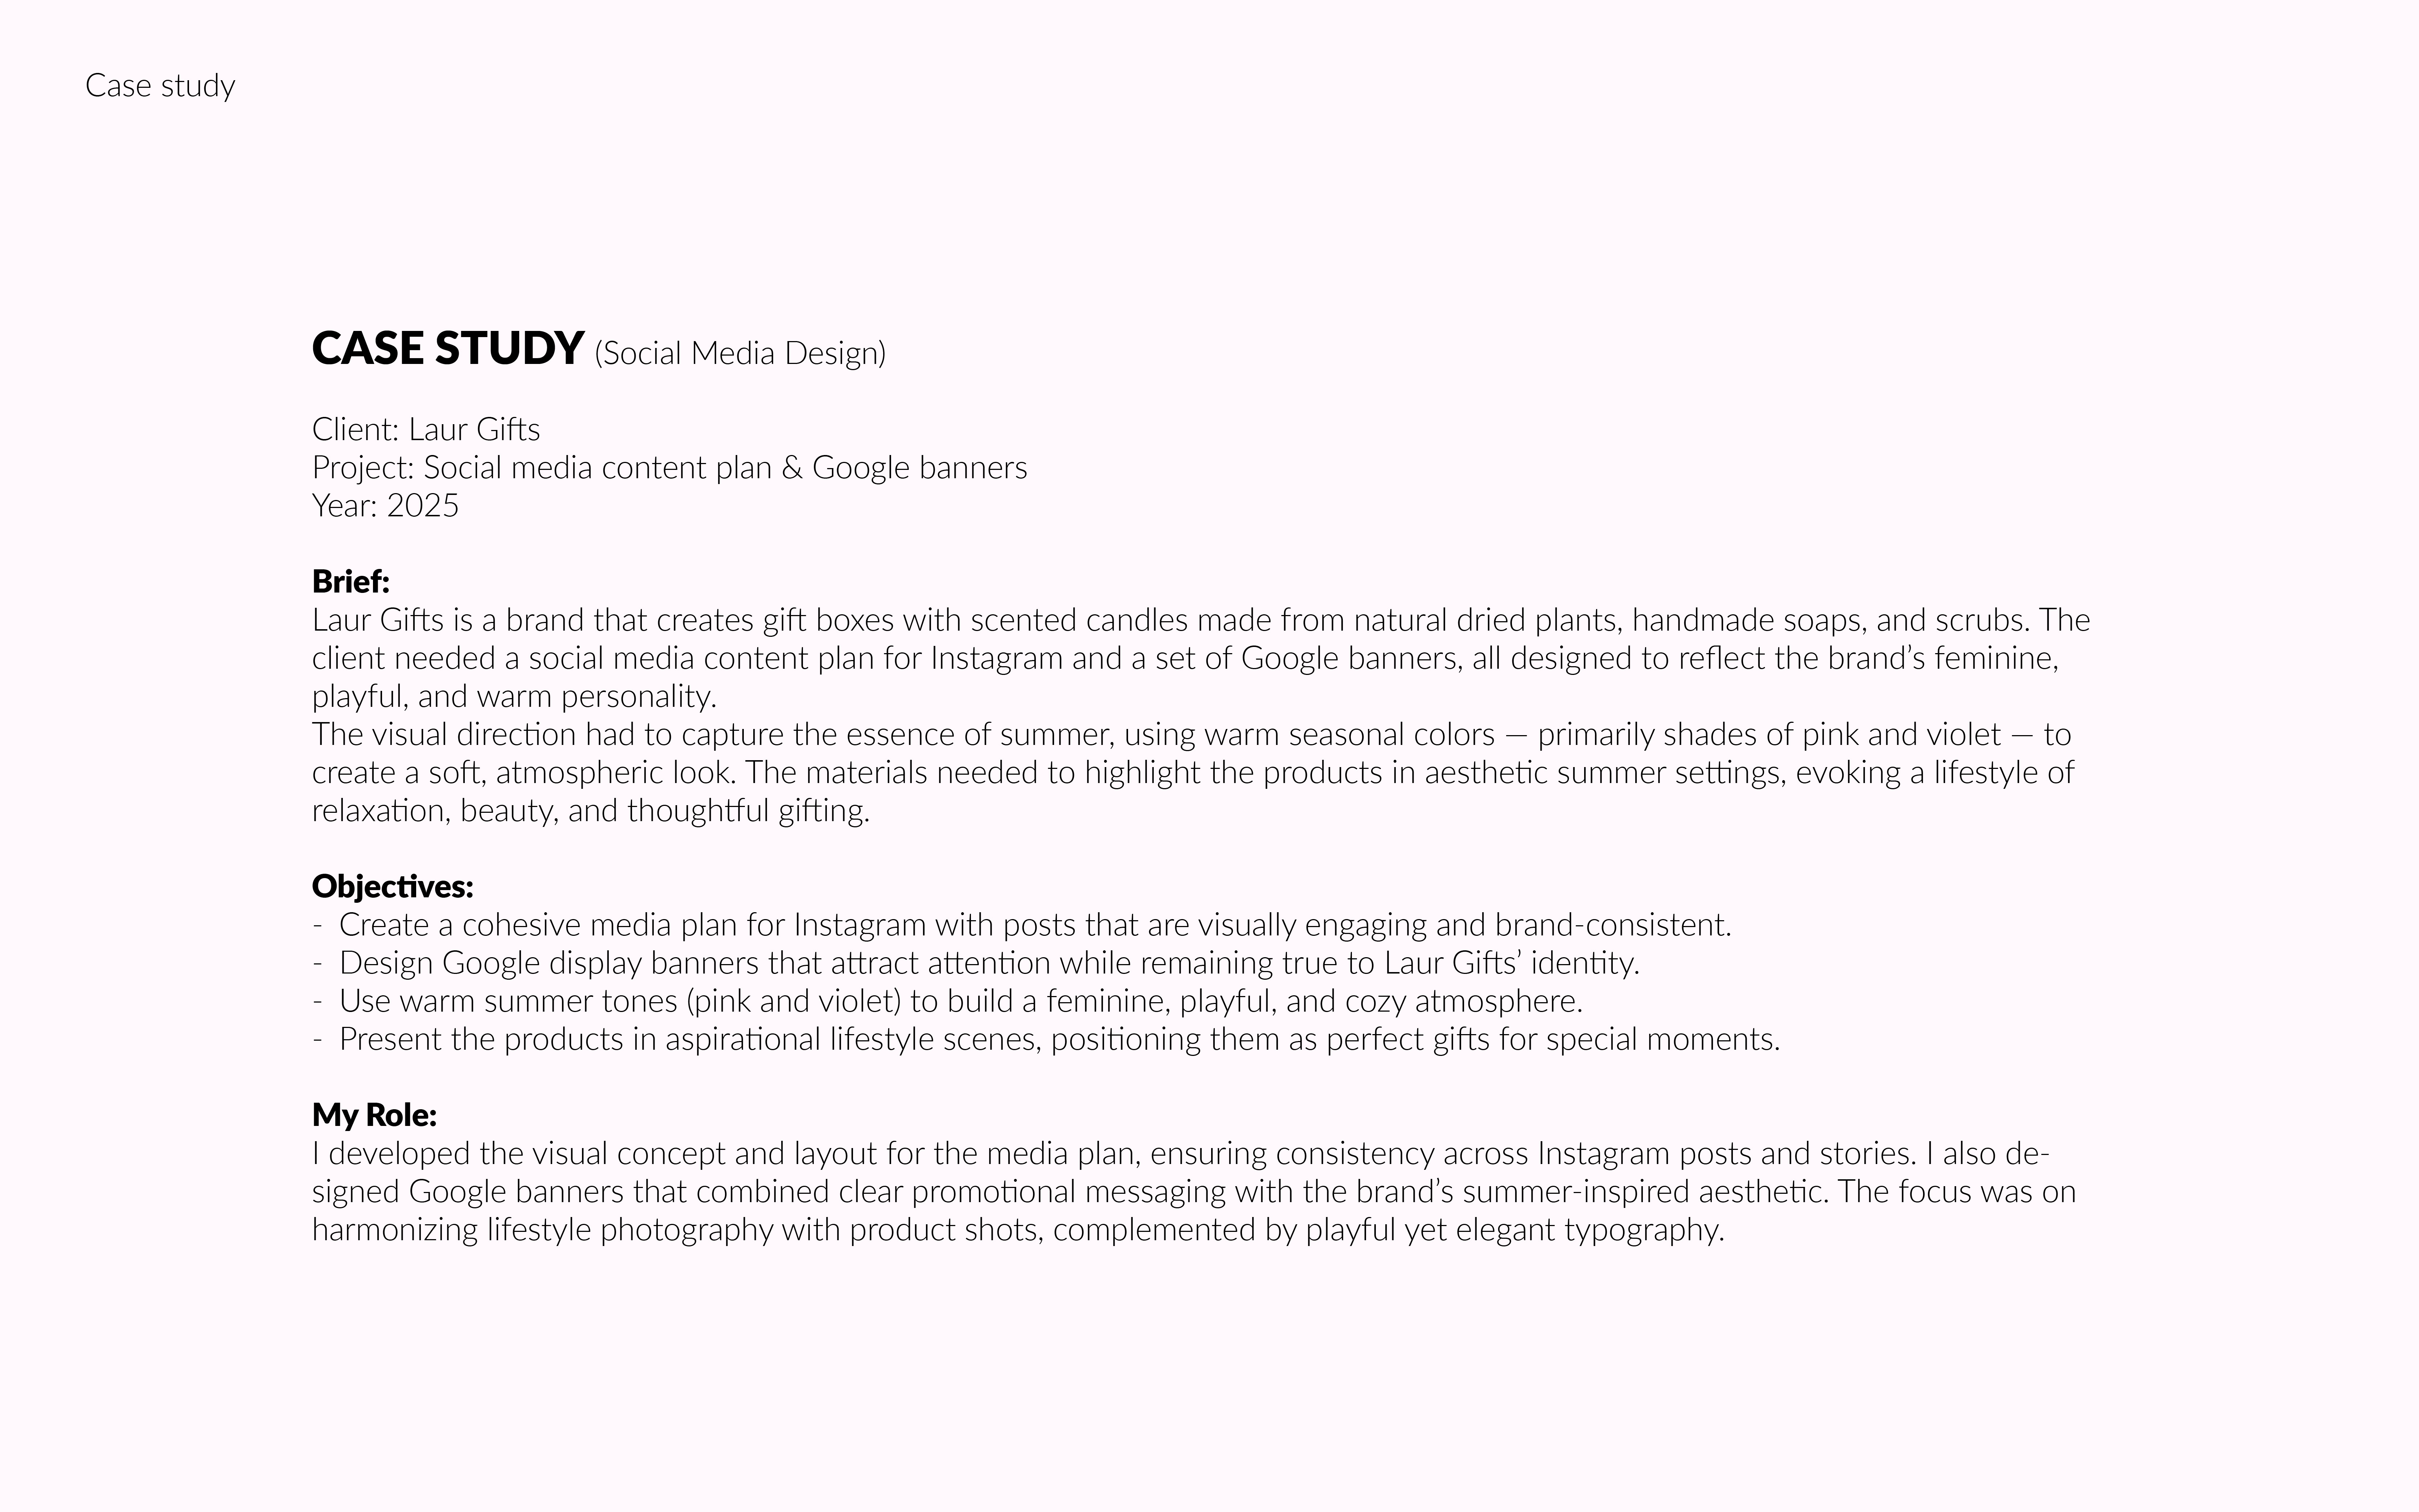 Case study
CASE STUDY (Social Media Design)
Client: Laur Gifts
Project: Social media content plan & Google banners
Year: 2025
Brief:
Laur Gifts is a brand that creates gift boxes with scented candles made from natural dried plants, handmade soaps, and scrubs. The
client needed a social media content plan for Instagram and a set of Google banners, all designed to reflect the brand’s feminine,
playful, and warm personality.
The visual direction had to capture the essence of summer, using warm seasonal colors — primarily shades of pink and violet — to
create a soft, atmospheric look. The materials needed to highlight the products in aesthetic summer settings, evoking a lifestyle of
relaxation, beauty, and thoughtful gifting.
Objectives:
- Create a cohesive media plan for Instagram with posts that are visually engaging and brand-consistent.
- Design Google display banners that attract attention while remaining true to Laur Gifts’ identity.
- Use warm summer tones (pink and violet) to build a feminine, playful, and cozy atmosphere.
- Present the products in aspirational lifestyle scenes, positioning them as perfect gifts for special moments.
My Role:
I developed the visual concept and layout for the media plan, ensuring consistency across Instagram posts and stories. I also de-
signed Google banners that combined clear promotional messaging with the brand’s summer-inspired aesthetic. The focus was on
harmonizing lifestyle photography with product shots, complemented by playful yet elegant typography.